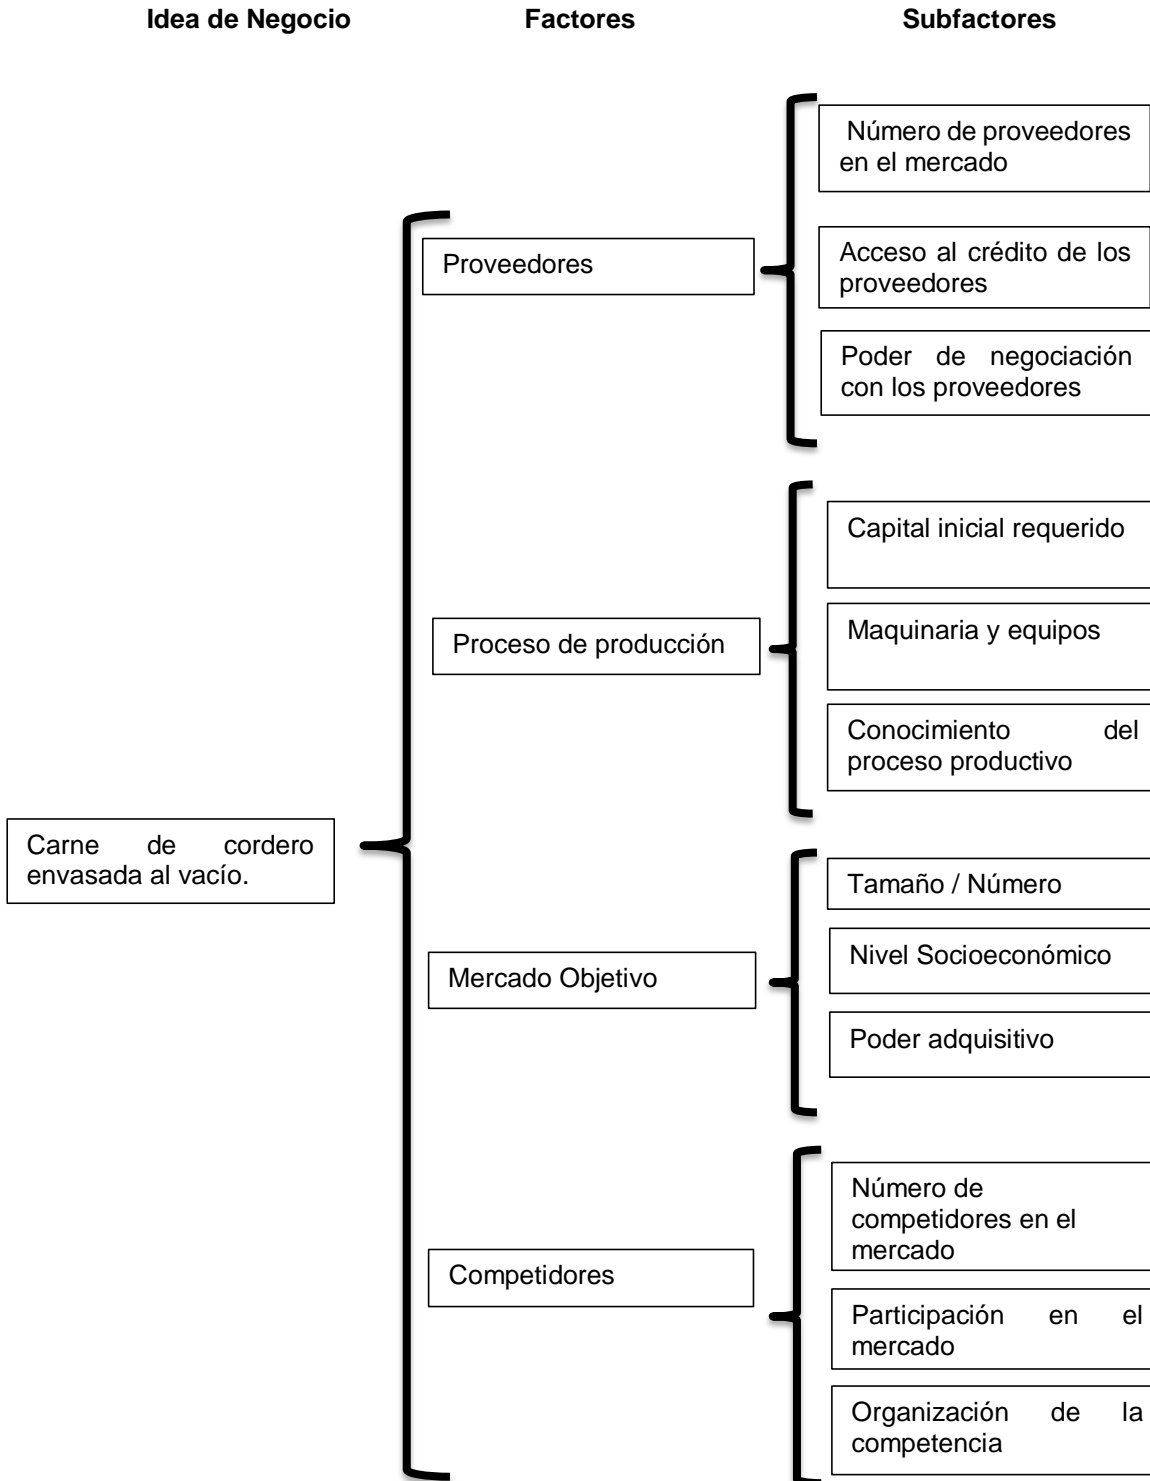 Idea de Negocio
Factores
Subfactores
Número de proveedores
en el mercado
Proveedores
Acceso al crédito de los
proveedores
Poder de negociación
con los proveedores
Capital inicial requerido
Proceso de producción
Maquinaria y equipos
Conocimiento del
proceso productivo
Carne de cordero
envasada al vacío.
Tamaño / Número
Mercado Objetivo
Nivel Socioeconómico
Poder adquisitivo
Número de
competidores en el
mercado
Competidores
Participación en el
mercado
Organización de la
competencia